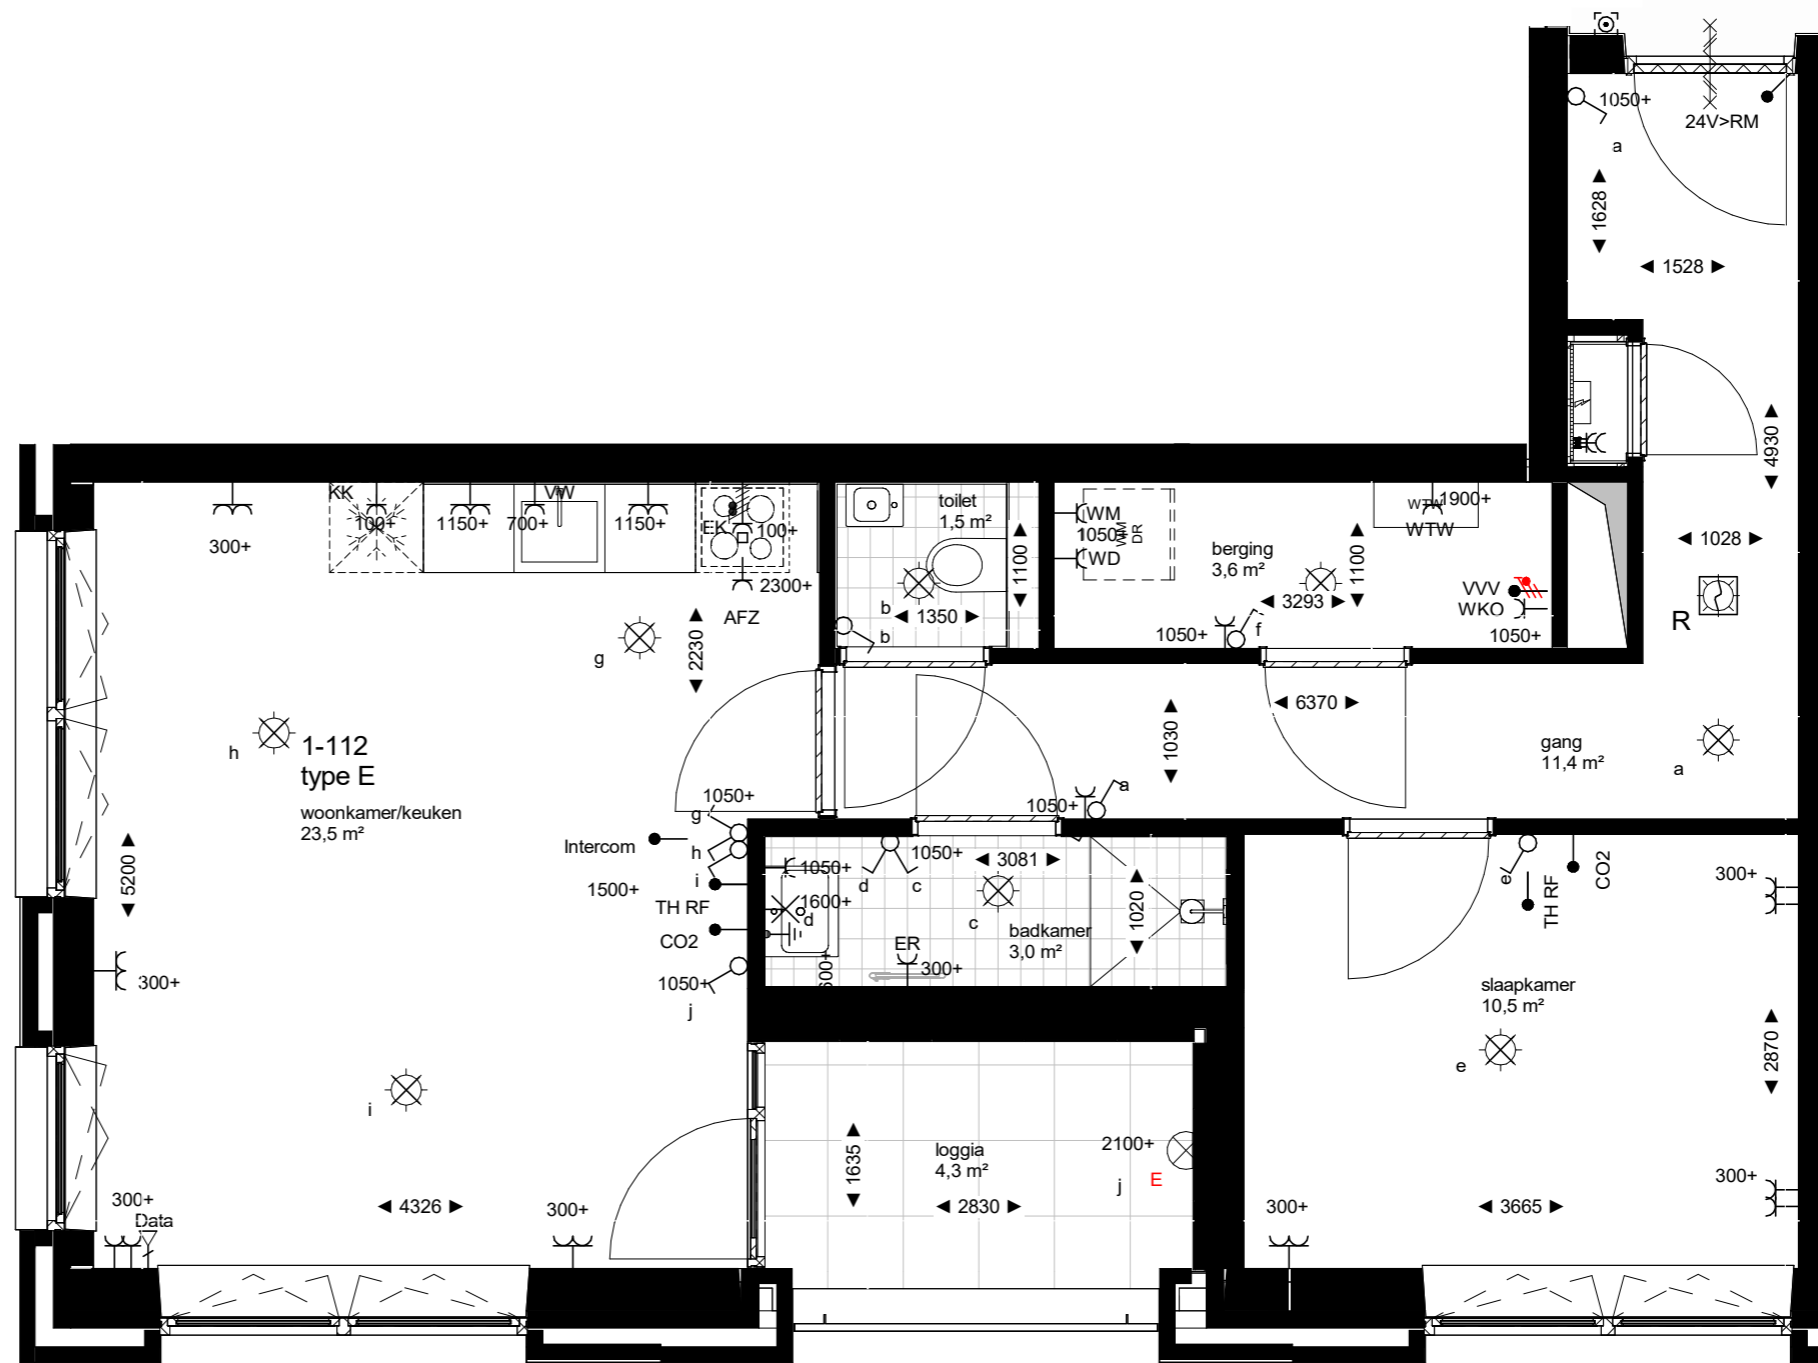 1050+
24V>RM
a
1628
1528
4930
1028
R
KK
100+
1150+
700+
VW
1150+
EK
100+
300+
2300+
AFZ
toilet
1,5 m²
1100
b
1350
b
WM
1050+
WM
DR
WD
berging
3,6 m²
1100
3293
WTW
1900+
WTW
VVV
WKO
1050+
1050+
f
g
2230
h
1-112
type E
woonkamer/keuken
23,5 m²
6370
1030
gang
11,4 m²
a
1050+
g
1050+
a
Intercom
h
i
1500+
TH RF
CO2
1050+
j
1050+
1600+
d
d
1050+
c
3081
c
badkamer
3,0 m²
1020
ER
300+
600+
5200
300+
e
TH RF
CO2
300+
slaapkamer
10,5 m²
e
2870
i
loggia
4,3 m²
1635
2830
2100+
j
E
300+
Data
4326
300+
300+
3665
300+